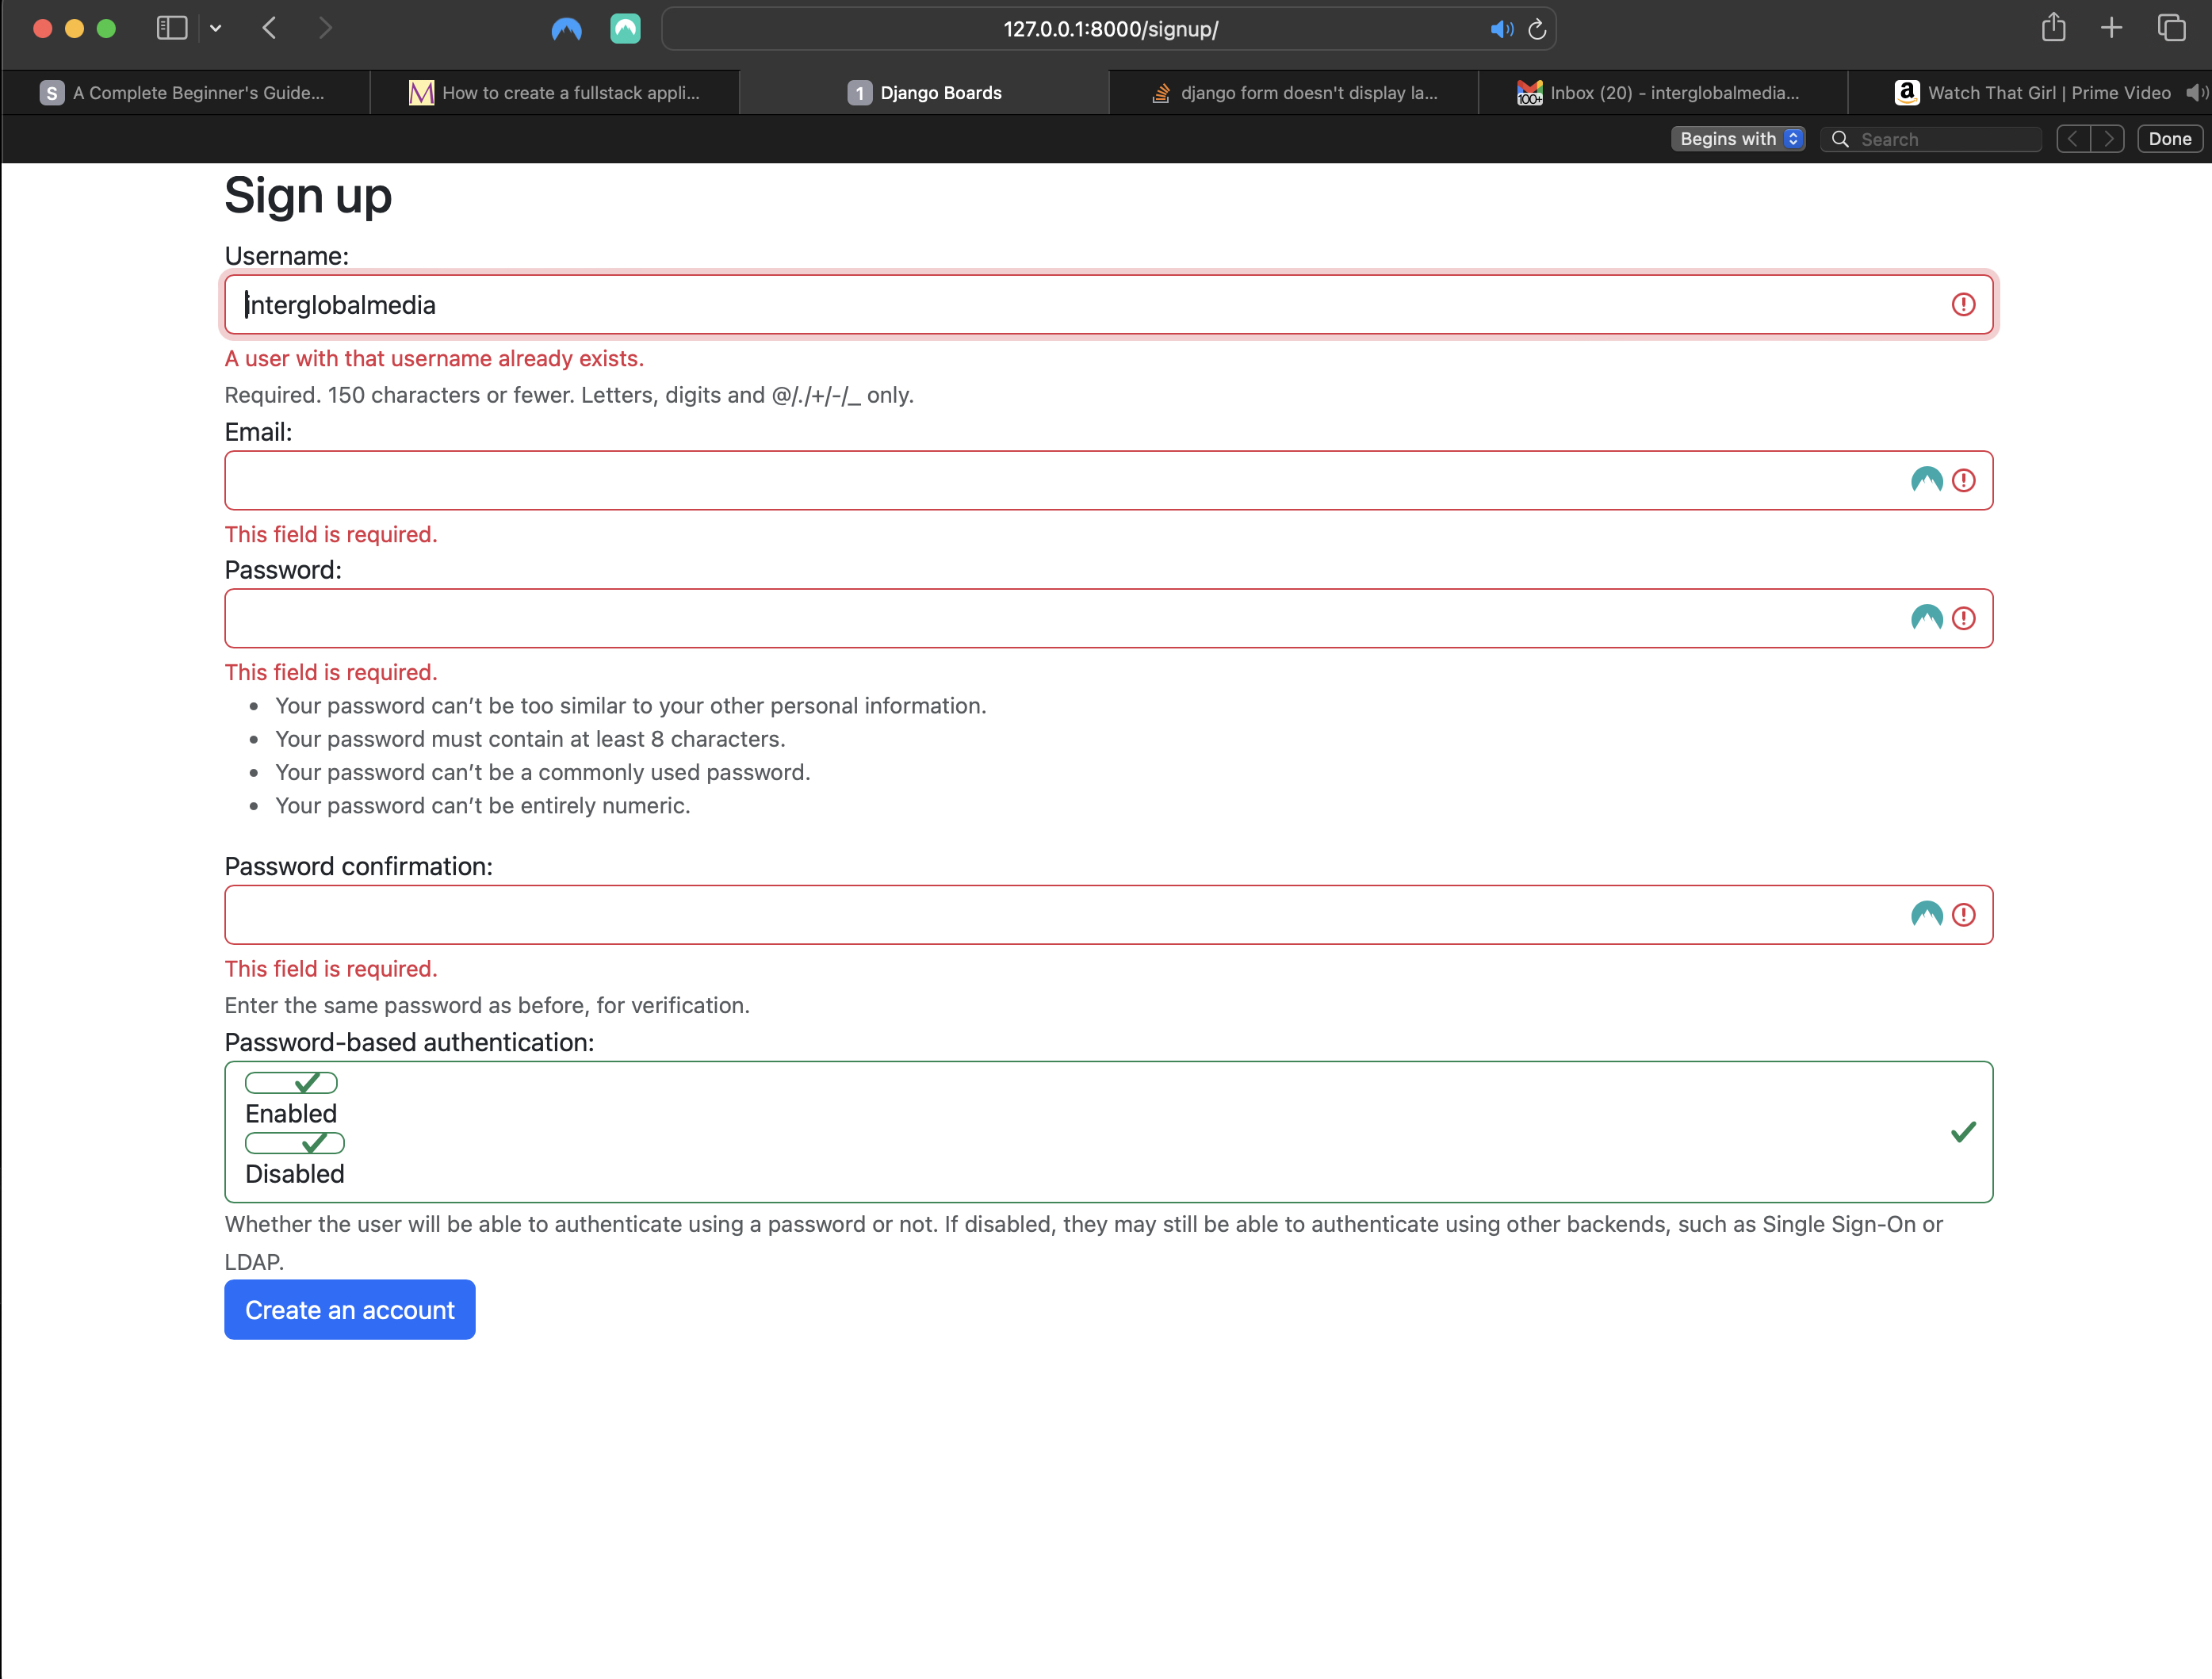 127.0.0.1:8000/signup/
S A Complete Beginner's Guide...
M How to create a fullstack appli...
1 Django Boards
django form doesn't display la...
100+ Inbox (20) - interglobalmedia...
a Watch That Girl | Prime Video
Begins with
Search
Done
Sign up
Username:
interglobalmedia
A user with that username already exists.
Required. 150 characters or fewer. Letters, digits and @/./+/-/_ only.
Email:
This field is required.
Password:
This field is required.
• Your password can’t be too similar to your other personal information.
• Your password must contain at least 8 characters.
• Your password can’t be a commonly used password.
• Your password can’t be entirely numeric.
Password confirmation:
This field is required.
Enter the same password as before, for verification.
Password-based authentication:
Enabled
Disabled
Whether the user will be able to authenticate using a password or not. If disabled, they may still be able to authenticate using other backends, such as Single Sign-On or
LDAP.
Create an account